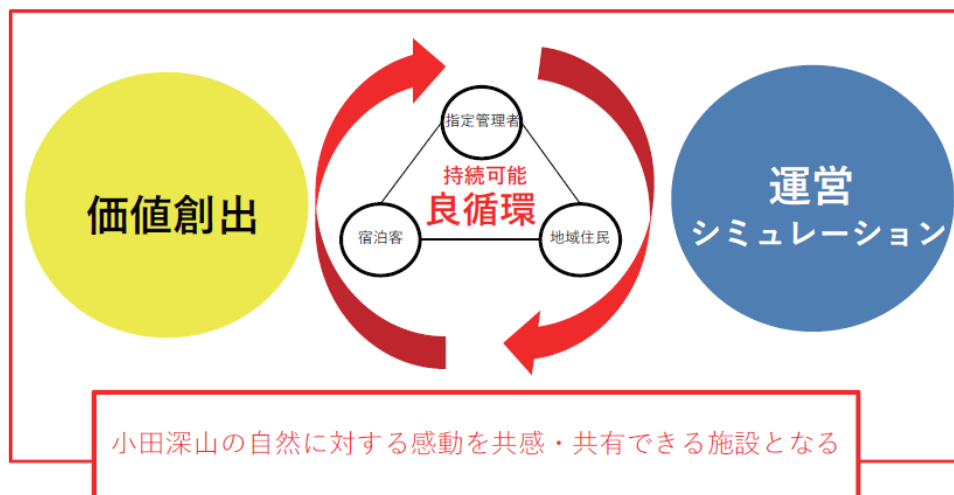 価値創出
指定管理者
持続可能
良循環
宿泊客
地域住民
運営
シミュレーション
小田深山の自然に対する感動を共感・共有できる施設となる